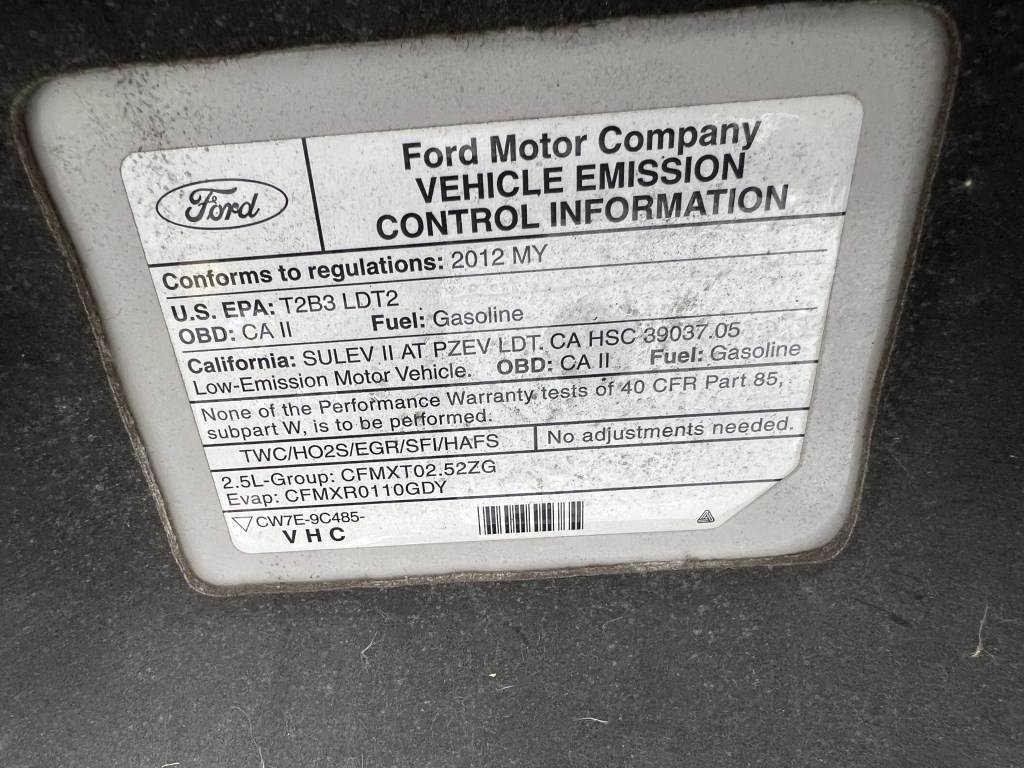 Ford
Ford Motor Company
VEHICLE EMISSION
CONTROL INFORMATION
Conforms to regulations: 2012 MY
U.S. EPA: T2B3 LDT2
OBD: CA II Fuel: Gasoline
California: SULEV II AT PZEV LDT. CA HSC 39037.05
Low-Emission Motor Vehicle. OBD: CA II Fuel: Gasoline
None of the Performance Warranty tests of 40 CFR Part 85,
subpart W, is to be performed.
TWC/HO2S/EGR/SFI/HAFS No adjustments needed.
2.5L-Group: CFMXT02.52ZG
Evap: CFMXR0110GDY
CW7E-9C485-
V H C